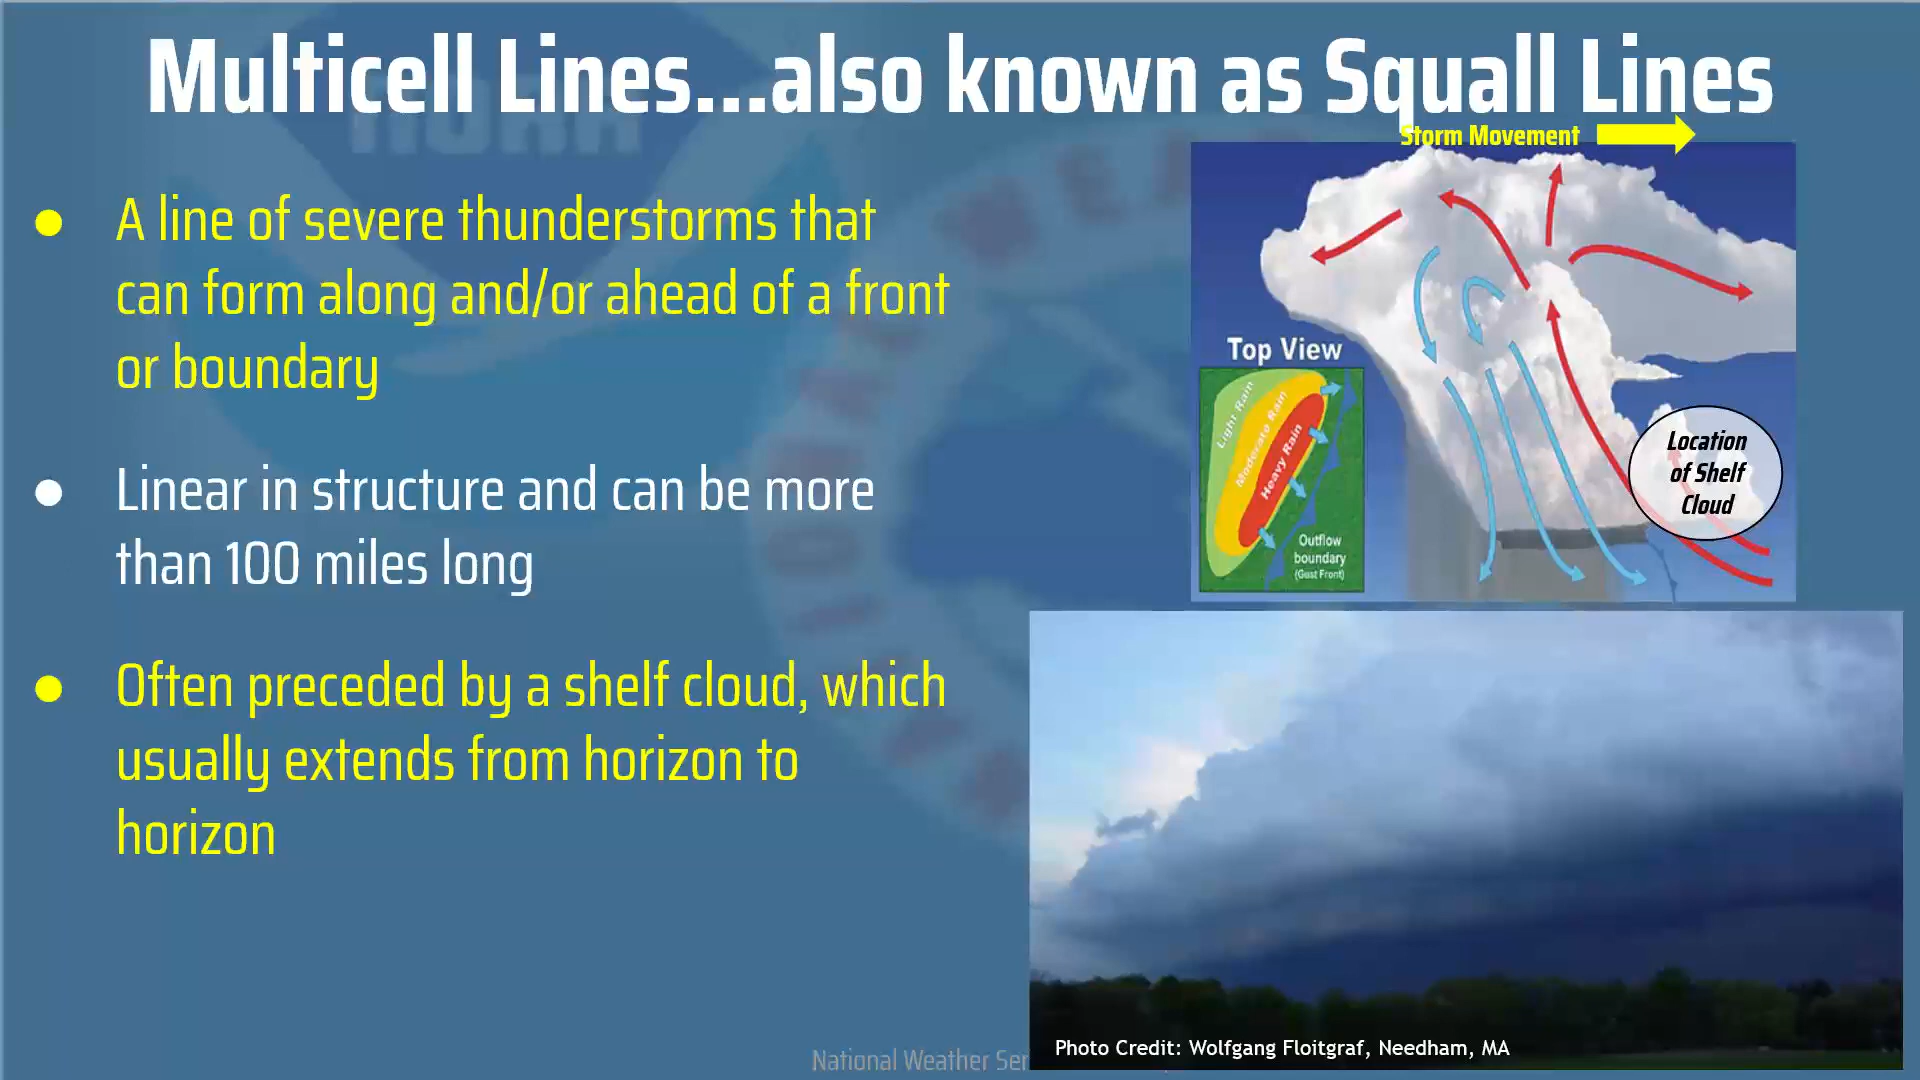 Multicell Lines...also known as Squall Lines
Storm Movement
A line of severe thunderstorms that
can form along and/or ahead of a front
or boundary
Linear in structure and can be more
than 100 miles long
Often preceded by a shelf cloud, which
usually extends from horizon to
horizon
Top View
Light Rain
Moderate Rain
Heavy Rain
Outflow
boundary
(Gust Front)
Location
of Shelf
Cloud
Photo Credit: Wolfgang Floitgraf, Needham, MA
National Weather
NOAA